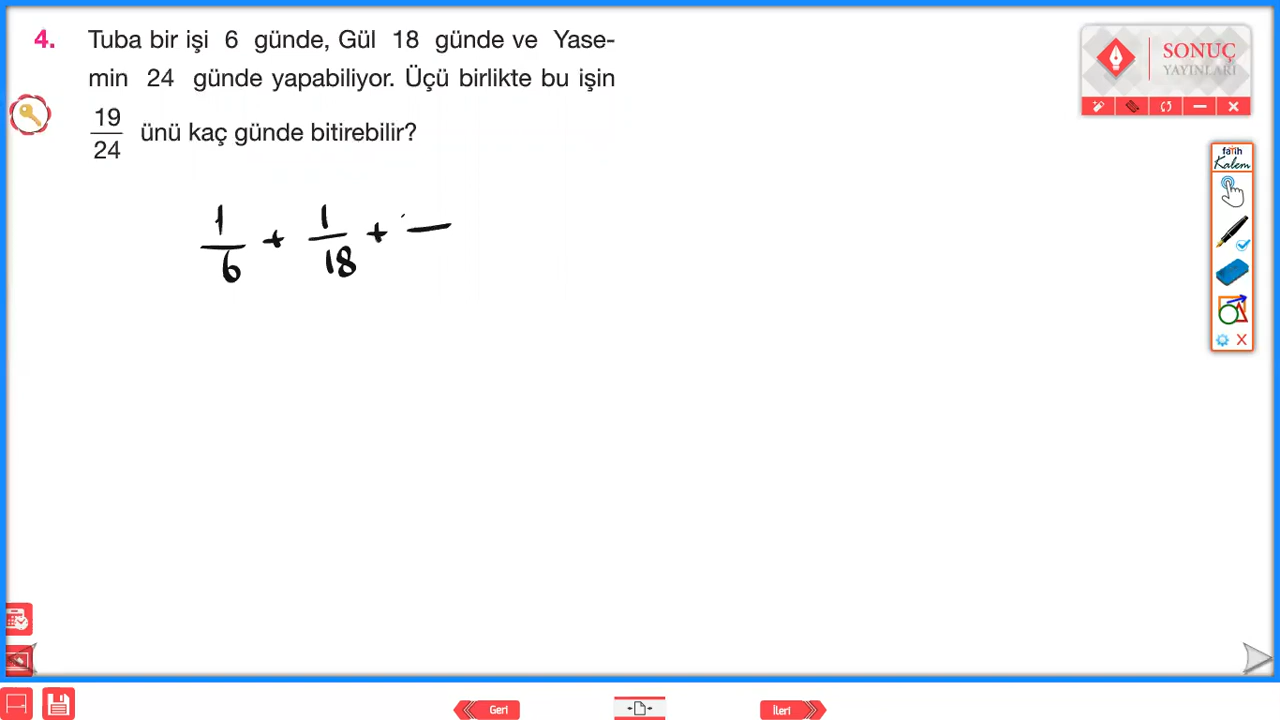 4. Tuba bir işi 6 günde, Gül 18 günde ve Yase-
min 24 günde yapabiliyor. Üçü birlikte bu işin
19/24 ünü kaç günde bitirebilir?
1/6 + 1/18 + —
SONUÇ
YAYINLARI
fatih
Kalem
Geri
İleri